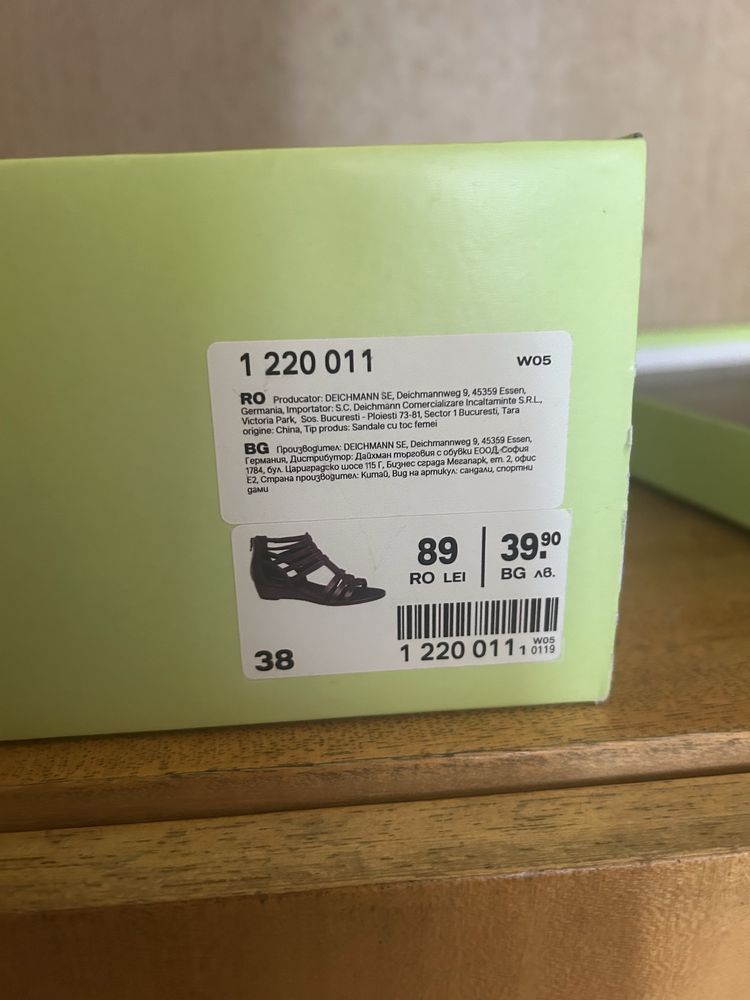 1 220 011 W05
RO Producator: DEICHMANN SE, Deichmannweg 9, 45359 Essen,
Germania, Importator: S.C. Deichmann Comercializare Incaltaminte S.R.L.,
Victoria Park, Sos. Bucuresti - Ploiesti 73-81, Sector 1 Bucuresti, Tara
origine: China, Tip produs: Sandale cu toc femei
BG Производител: DEICHMANN SE, Deichmannweg 9, 45359 Essen,
Германия, Дистрибутор: Дайхман търговия с обувки ЕООД, София
1784, бул. Цариградско шосе 115 Г, Бизнес сграда Мегапарк, ет. 2, офис
Е2, Страна производител: Китай, Вид на артикул: сандали, спортни
дами
89 39.90
RO LEI BG лв.
38
W05
1 220 011 1 0119